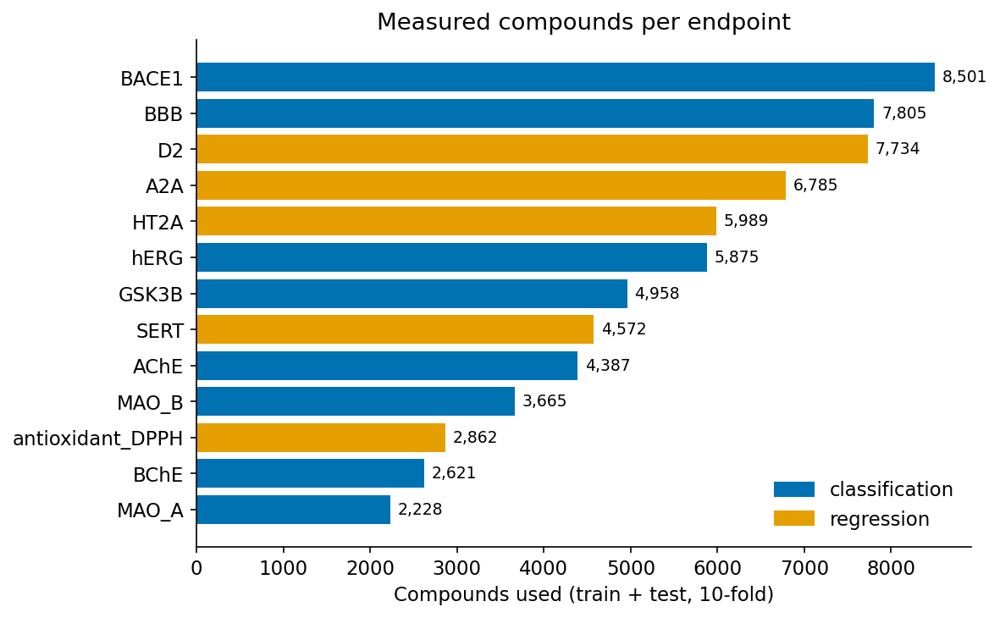 Measured compounds per endpoint
BACE1 8,501
BBB 7,805
D2 7,734
A2A 6,785
HT2A 5,989
hERG 5,875
GSK3B 4,958
SERT 4,572
AChE 4,387
MAO_B 3,665
antioxidant_DPPH 2,862
BChE 2,621
MAO_A 2,228
classification
regression
0 1000 2000 3000 4000 5000 6000 7000 8000
Compounds used (train + test, 10-fold)